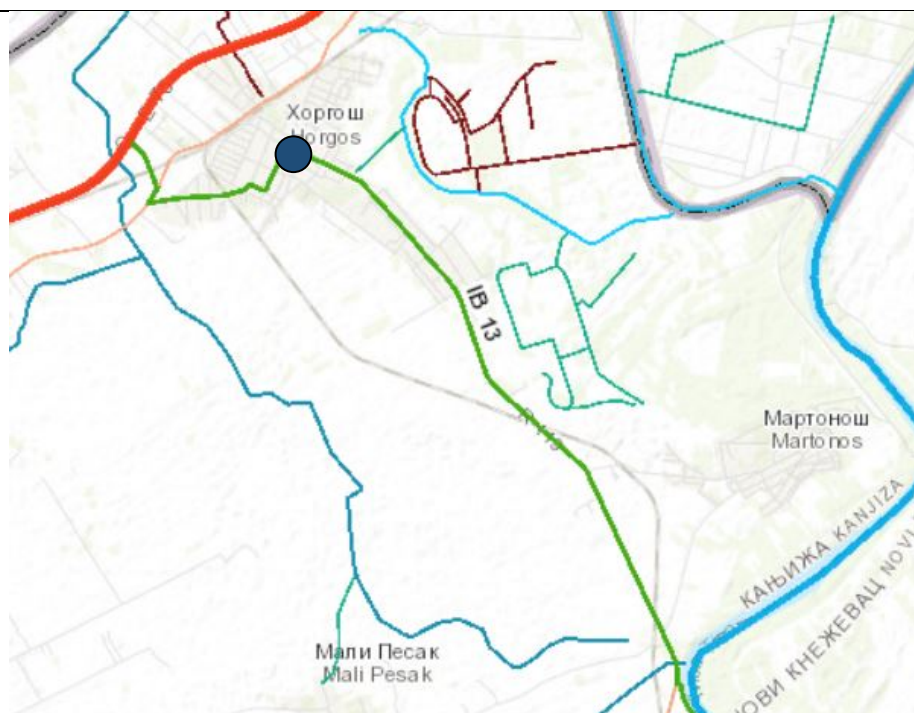 Хоргош
Horgos
IB 13
Мартонош
Martonos
КАЊИЖА KANJIZA
НОВИ КНЕЖЕВАЦ NOVI
Мали Песак
Mali Pesak